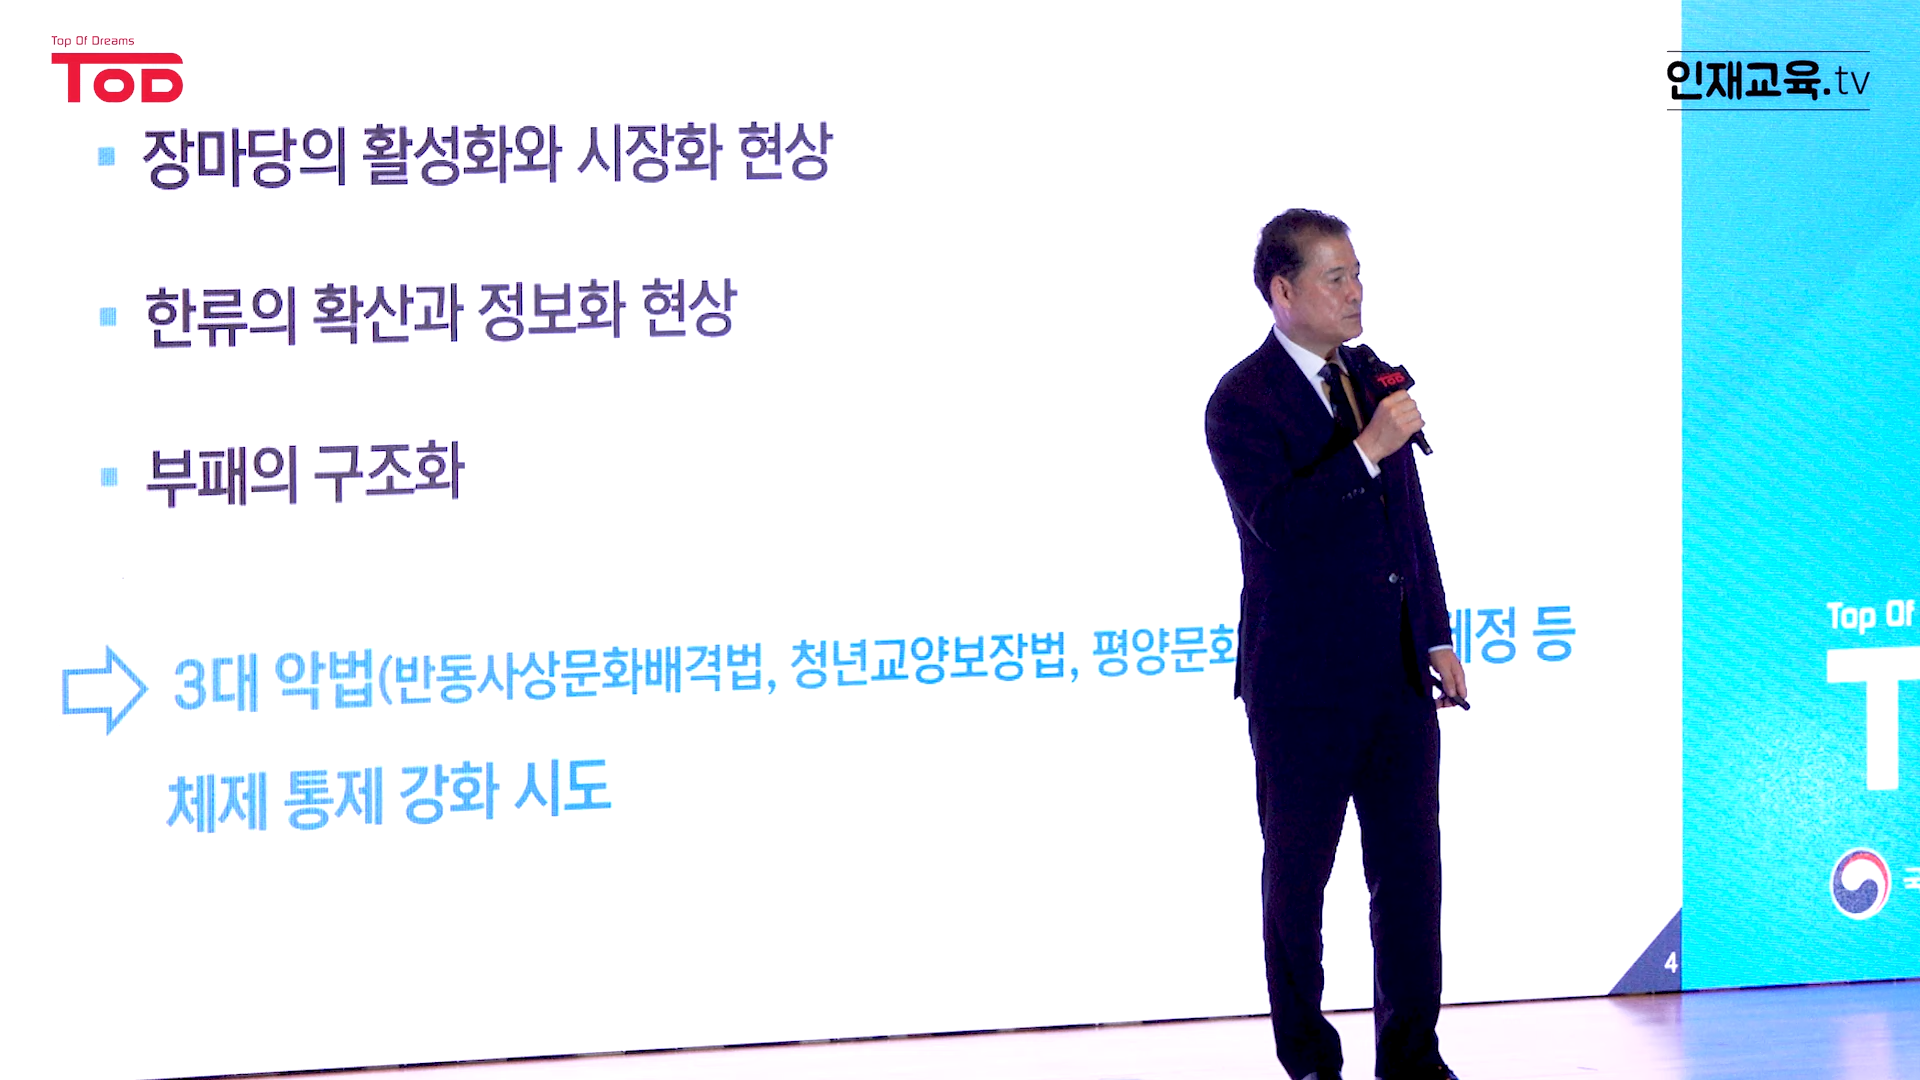 Top Of Dreams
TOD
인재교육.tv
장마당의 활성화와 시장화 현상
한류의 확산과 정보화 현상
TOD
부패의 구조화
3대 악법(반동사상문화배격법, 청년교양보장법, 평양문화 제정 등
체제 통제 강화 시도
Top Of
T
4